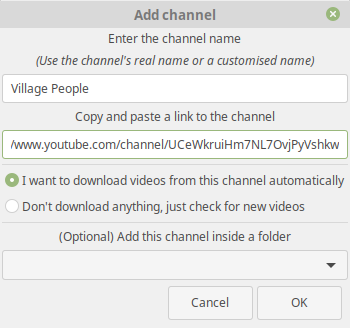 Add channel
Enter the channel name
(Use the channel's real name or a customised name)
Village People
Copy and paste a link to the channel
/www.youtube.com/channel/UCeWkruiHm7NL7OvjPyVshkw
I want to download videos from this channel automatically
Don't download anything, just check for new videos
(Optional) Add this channel inside a folder
Cancel
OK